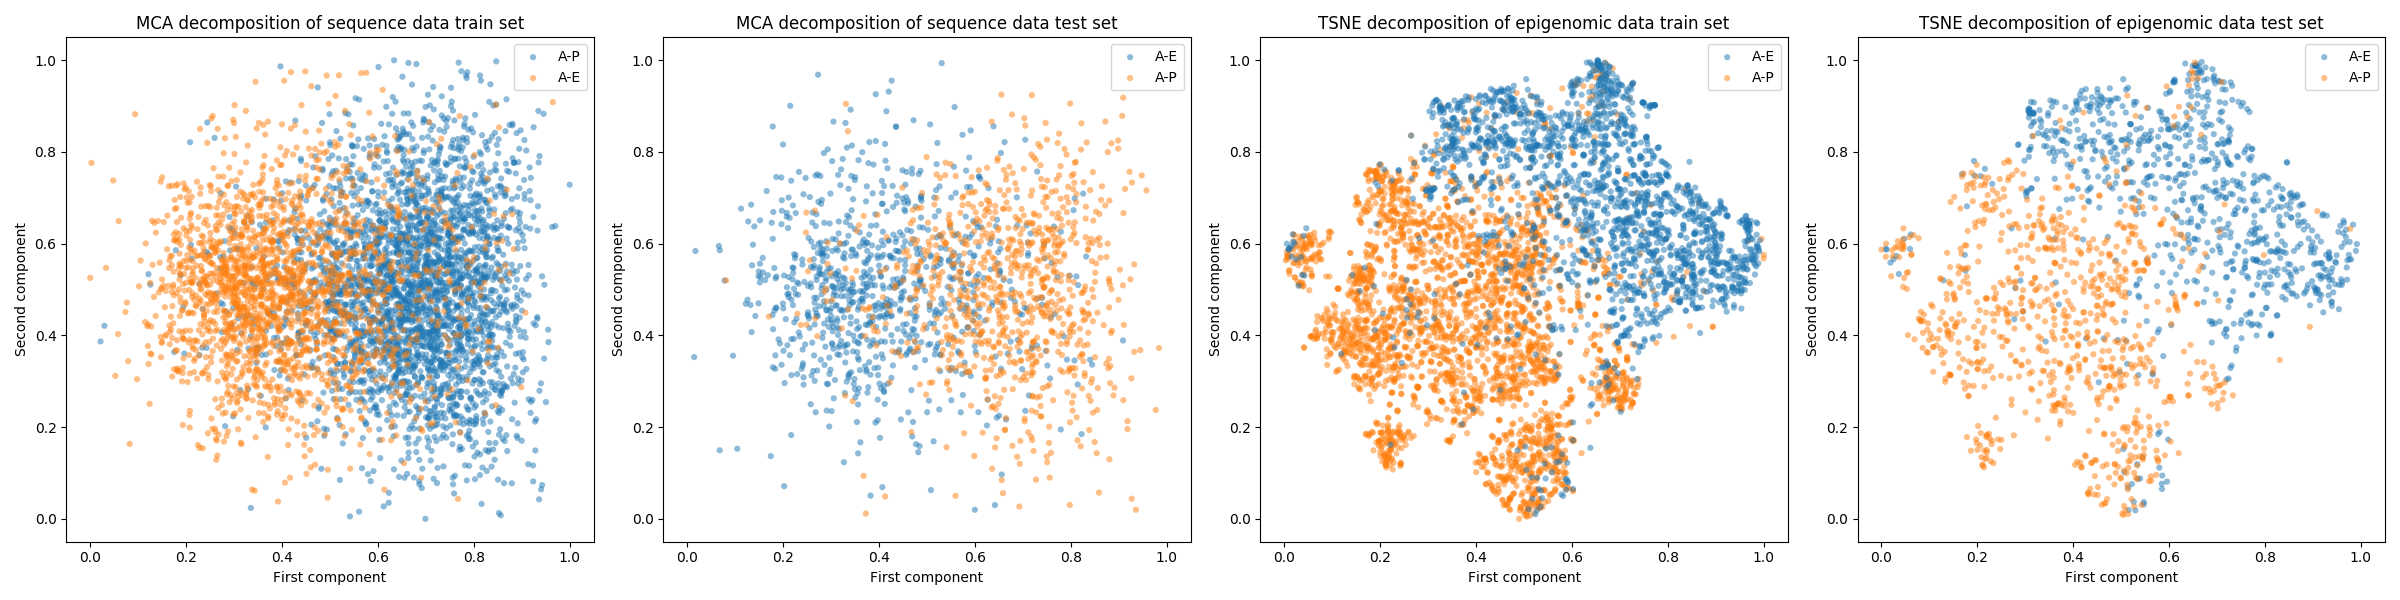 MCA decomposition of sequence data train set
A-P
A-E
1.0
0.8
0.6
0.4
0.2
0.0
Second component
0.0 0.2 0.4 0.6 0.8 1.0
First component
MCA decomposition of sequence data test set
A-E
A-P
1.0
0.8
0.6
0.4
0.2
0.0
Second component
0.0 0.2 0.4 0.6 0.8 1.0
First component
TSNE decomposition of epigenomic data train set
A-E
A-P
1.0
0.8
0.6
0.4
0.2
0.0
Second component
0.0 0.2 0.4 0.6 0.8 1.0
First component
TSNE decomposition of epigenomic data test set
A-E
A-P
1.0
0.8
0.6
0.4
0.2
0.0
Second component
0.0 0.2 0.4 0.6 0.8 1.0
First component